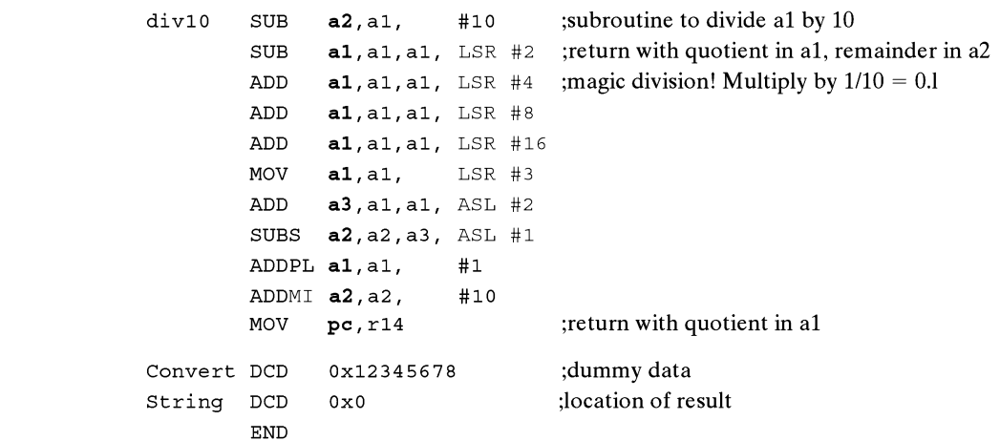 div10 SUB a2,a1, #10 ;subroutine to divide a1 by 10
SUB a1,a1,a1, LSR #2 ;return with quotient in a1, remainder in a2
ADD a1,a1,a1, LSR #4 ;magic division! Multiply by 1/10 = 0.l
ADD a1,a1,a1, LSR #8
ADD a1,a1,a1, LSR #16
MOV a1,a1, LSR #3
ADD a3,a1,a1, ASL #2
SUBS a2,a2,a3, ASL #1
ADDPL a1,a1, #1
ADDMI a2,a2, #10
MOV pc,r14 ;return with quotient in a1
Convert DCD 0x12345678 ;dummy data
String DCD 0x0 ;location of result
END